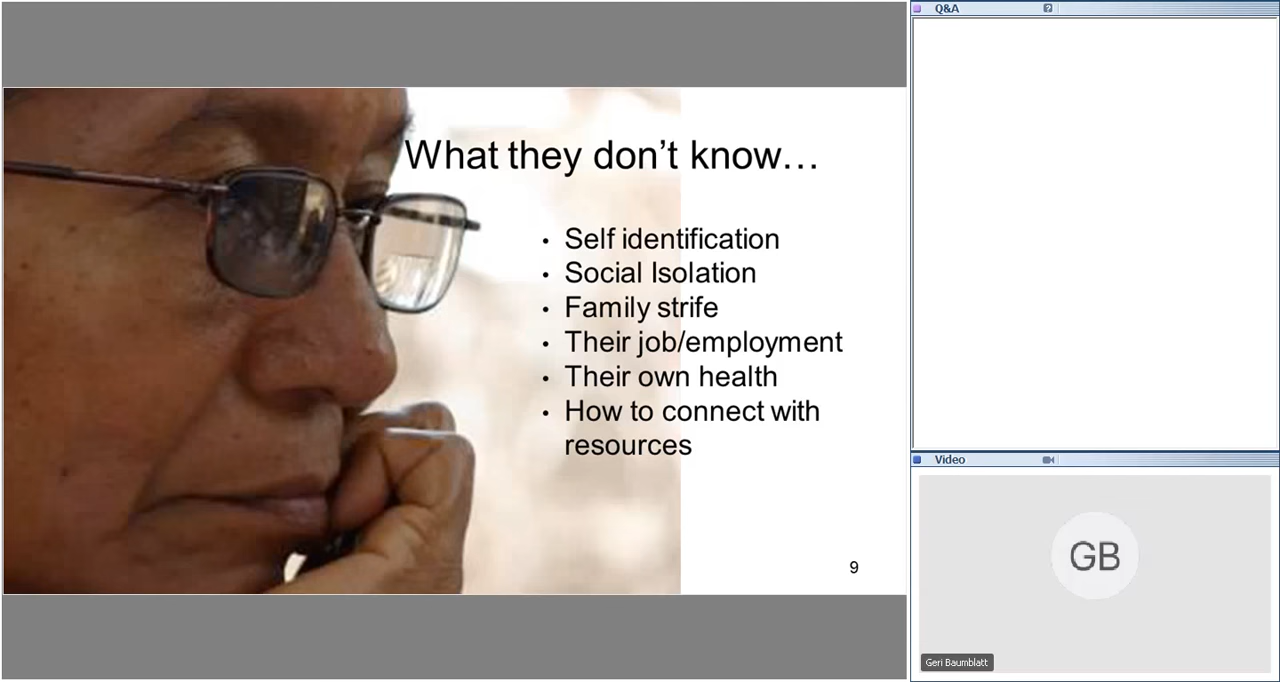 What they don’t know…
• Self identification
• Social Isolation
• Family strife
• Their job/employment
• Their own health
• How to connect with
resources
9
Q&A
Video
GB
Geri Baumblatt